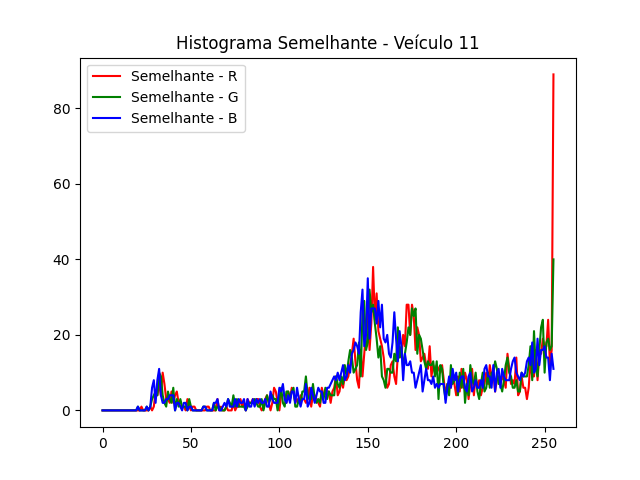 Histograma Semelhante - Veículo 11
Semelhante - R
Semelhante - G
Semelhante - B
80
60
40
20
0
0 50 100 150 200 250